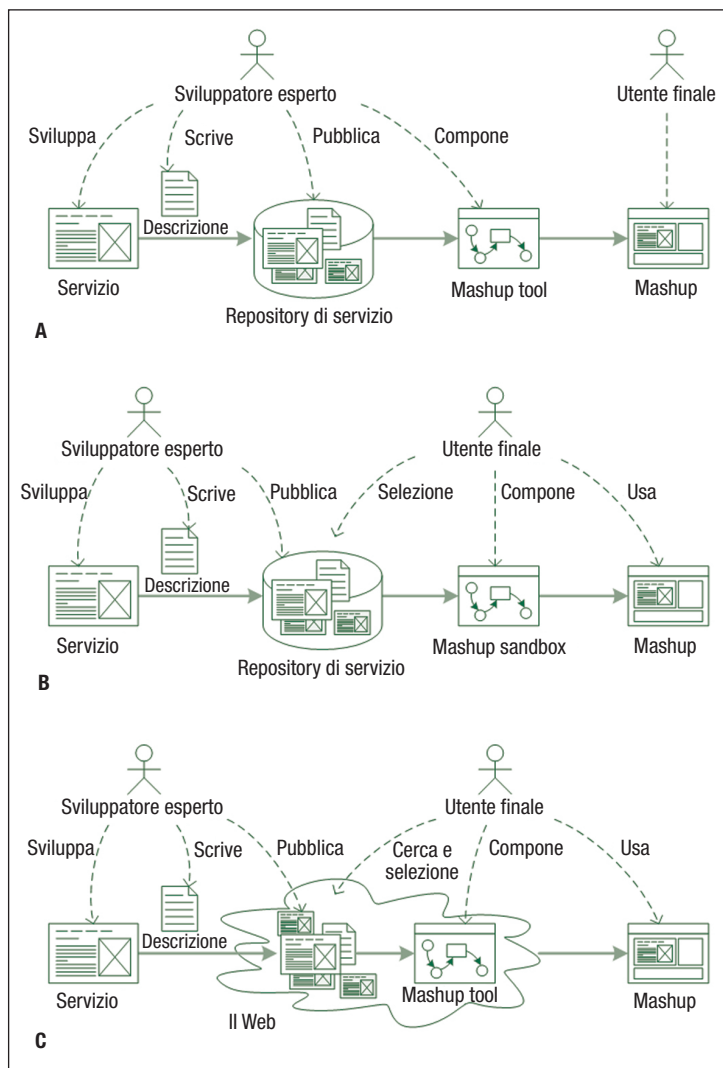 Sviluppatore esperto
Utente finale
Sviluppa
Scrive
Pubblica
Compone
Descrizione
Servizio
Repository di servizio
Mashup tool
Mashup
A
Sviluppatore esperto
Utente finale
Sviluppa
Scrive
Pubblica
Selezione
Compone
Usa
Descrizione
Servizio
Repository di servizio
Mashup sandbox
Mashup
B
Sviluppatore esperto
Utente finale
Sviluppa
Scrive
Pubblica
Cerca e
selezione
Compone
Usa
Descrizione
Servizio
Il Web
Mashup tool
Mashup
C